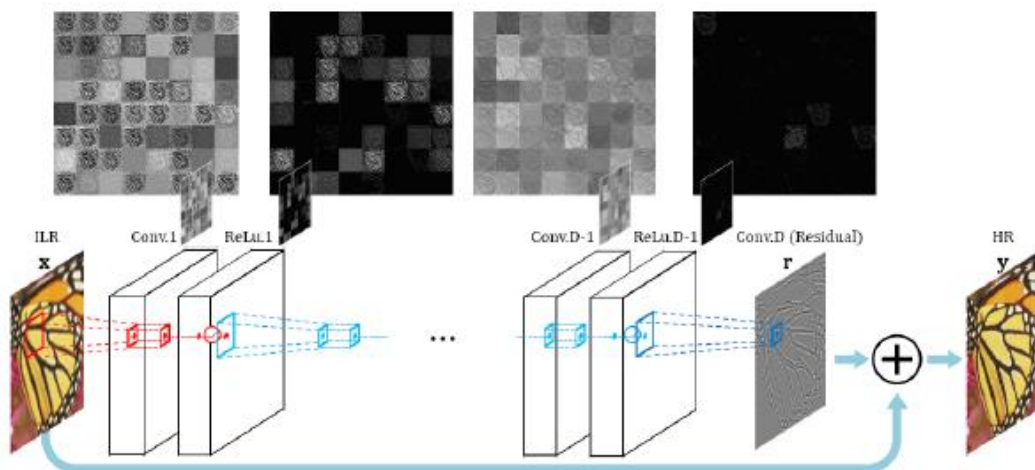 ILR
x
Conv.1
ReLu.1
Conv.D-1
ReLu.D-1
Conv.D (Residual)
r
HR
y
...
+